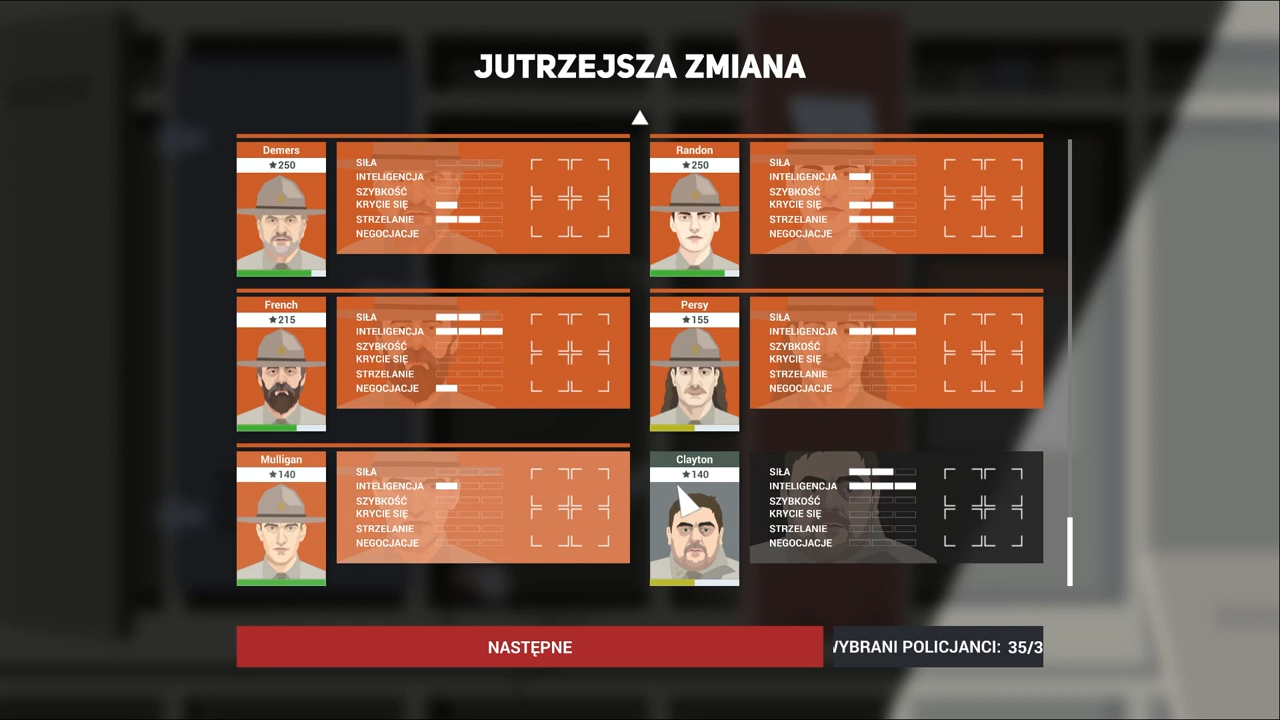 JUTRZEJSZA ZMIANA
Demers
★250
SIŁA
INTELIGENCJA
SZYBKOŚĆ
KRYCIE SIĘ
STRZELANIE
NEGOCJACJE
Randon
★250
SIŁA
INTELIGENCJA
SZYBKOŚĆ
KRYCIE SIĘ
STRZELANIE
NEGOCJACJE
French
★215
SIŁA
INTELIGENCJA
SZYBKOŚĆ
KRYCIE SIĘ
STRZELANIE
NEGOCJACJE
Persy
★155
SIŁA
INTELIGENCJA
SZYBKOŚĆ
KRYCIE SIĘ
STRZELANIE
NEGOCJACJE
Mulligan
★140
SIŁA
INTELIGENCJA
SZYBKOŚĆ
KRYCIE SIĘ
STRZELANIE
NEGOCJACJE
Clayton
★140
SIŁA
INTELIGENCJA
SZYBKOŚĆ
KRYCIE SIĘ
STRZELANIE
NEGOCJACJE
NASTĘPNE
WYBRANI POLICJANCI: 35/3